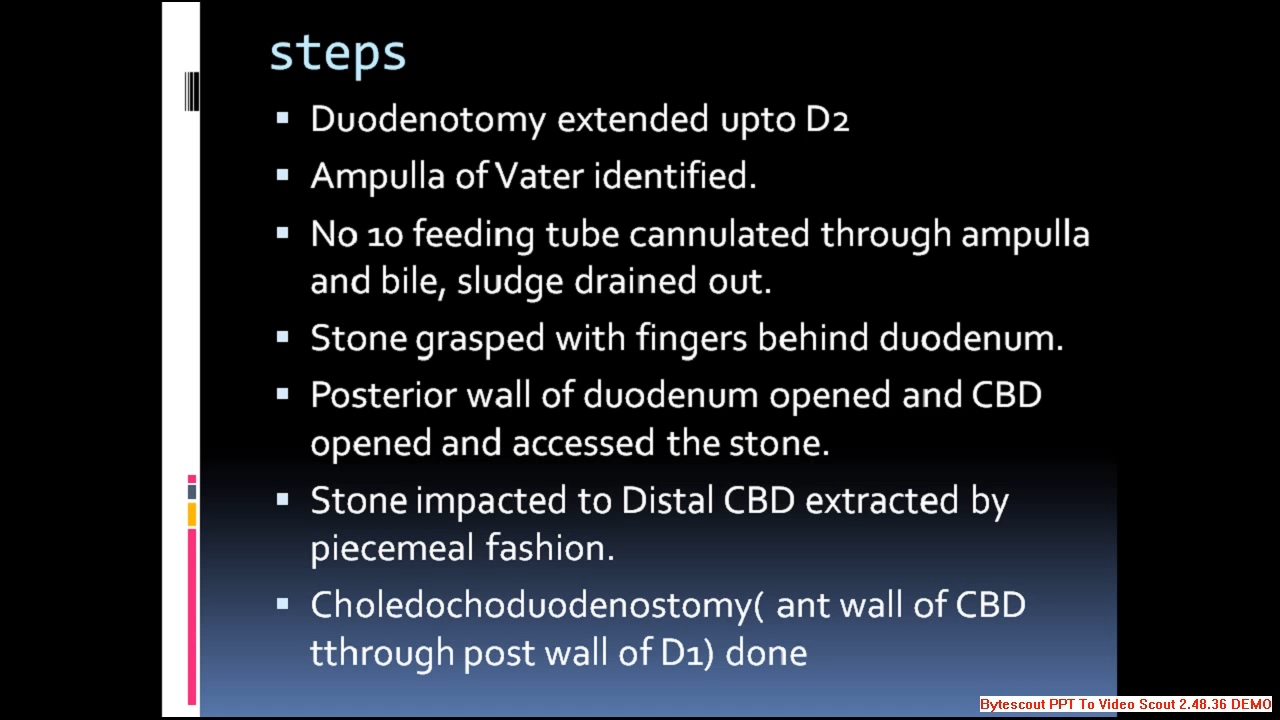 steps
Duodenotomy extended upto D2
Ampulla of Vater identified.
No 10 feeding tube cannulated through ampulla
and bile, sludge drained out.
Stone grasped with fingers behind duodenum.
Posterior wall of duodenum opened and CBD
opened and accessed the stone.
Stone impacted to Distal CBD extracted by
piecemeal fashion.
Choledochoduodenostomy( ant wall of CBD
tthrough post wall of D1) done
Bytescout PPT To Video Scout 2.48.36 DEMO